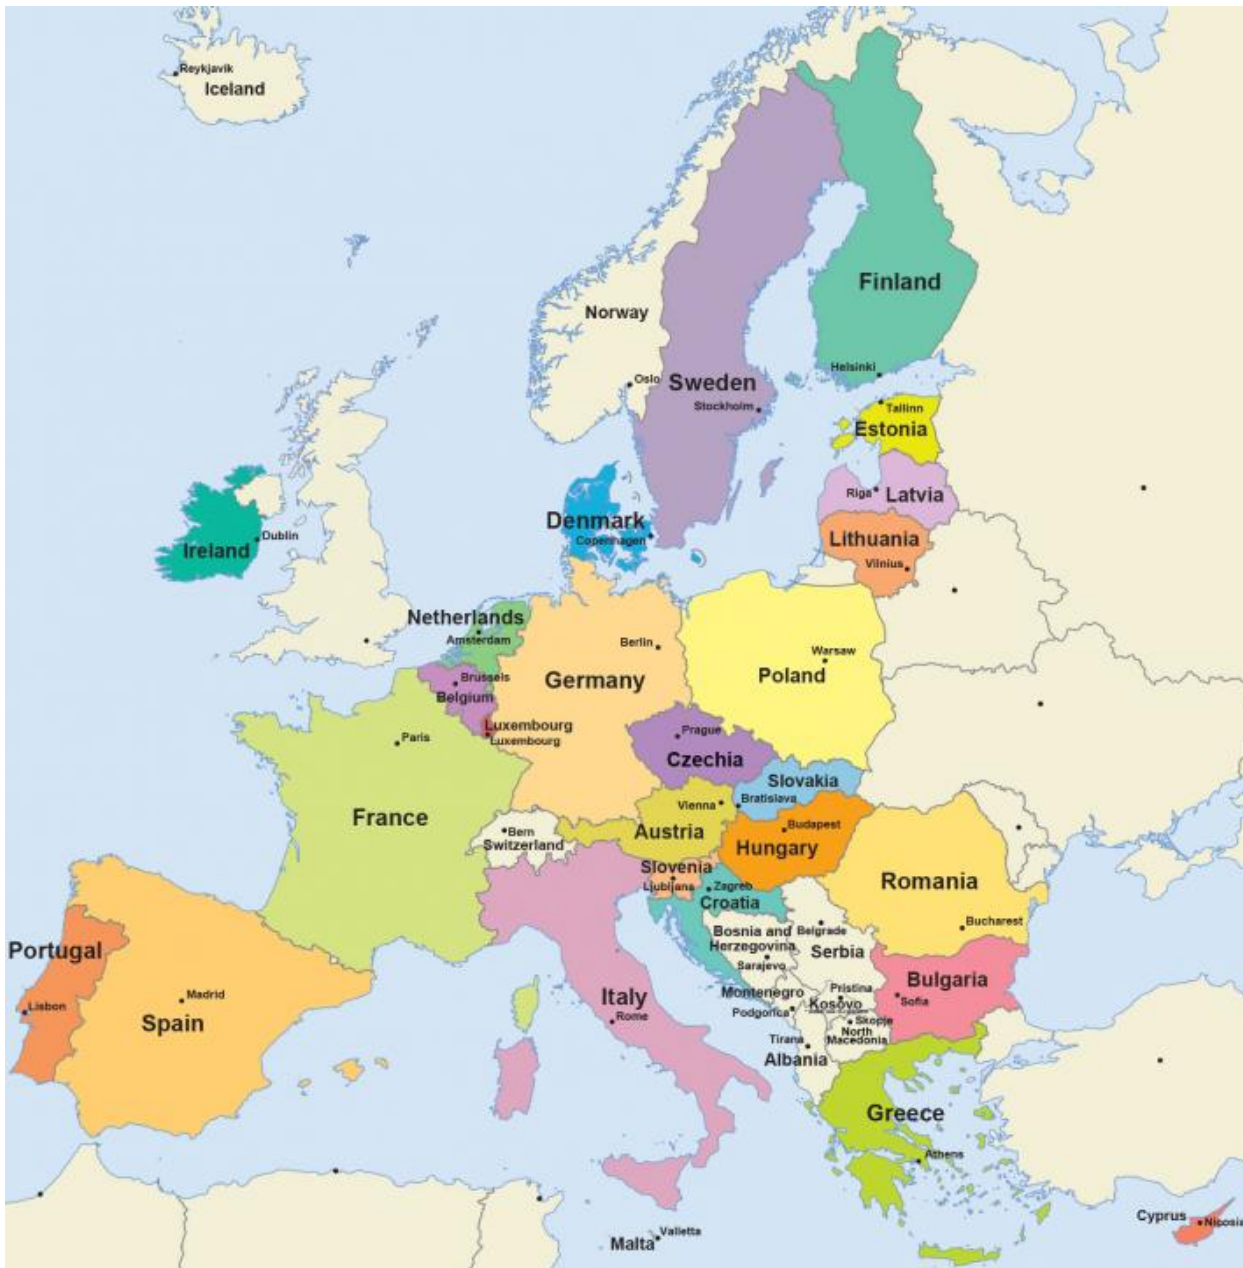 Reykjavik
Iceland
Finland
Norway
Helsinki
Oslo
Sweden
Stockholm
Tallinn
Estonia
Riga
Latvia
Denmark
Copenhagen
Dublin
Ireland
Lithuania
Vilnius
Netherlands
Amsterdam
Berlin
Warsaw
Brussels
Belgium
Germany
Poland
Luxembourg
Luxembourg
Paris
Prague
Czechia
Slovakia
Bratislava
Vienna
France
Bern
Switzerland
Austria
Budapest
Hungary
Slovenia
Ljubljana
Zagreb
Croatia
Romania
Bucharest
Bosnia and
Herzegovina
Sarajevo
Belgrade
Serbia
Portugal
Lisbon
Madrid
Spain
Italy
Rome
Montenegro
Podgorica
Pristina
Kosovo
Bulgaria
Sofia
Skopje
North
Macedonia
Tirana
Albania
Greece
Athens
Malta
Valletta
Cyprus
Nicosia